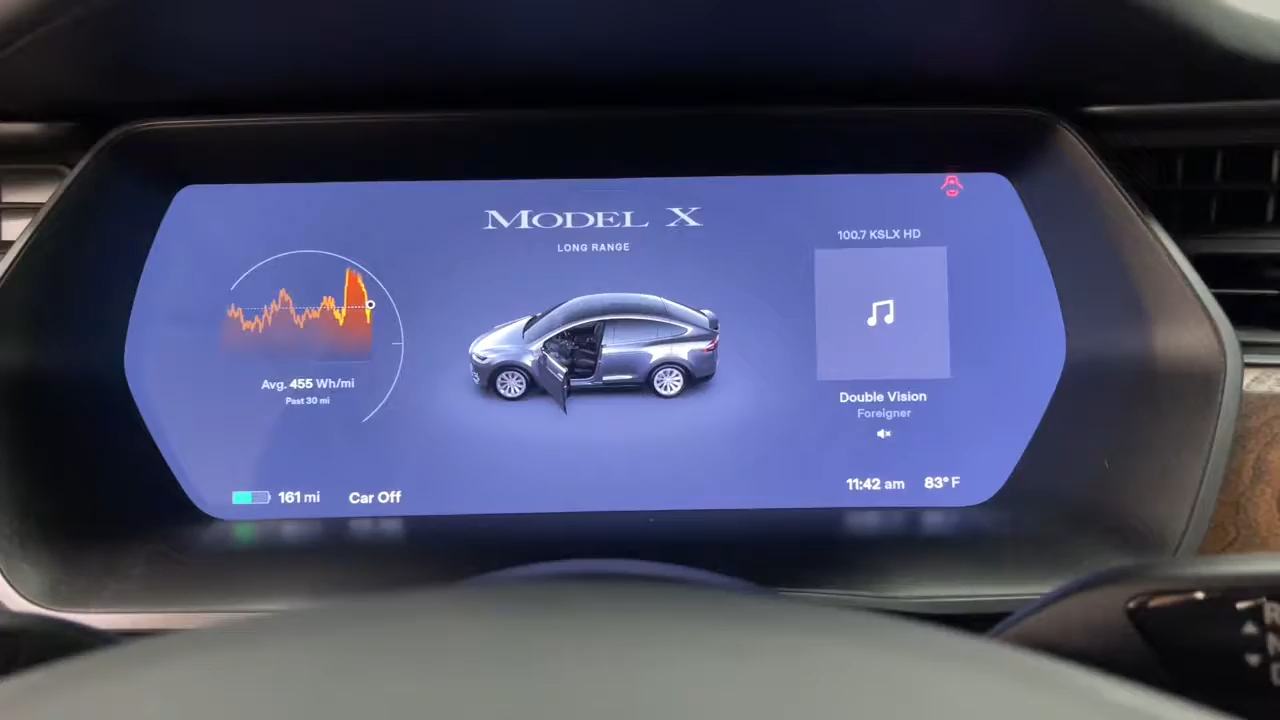 MODEL X
LONG RANGE
100.7 KSLX HD
Avg. 455 Wh/mi
Past 30 mi
Double Vision
Foreigner
161 mi
Car Off
11:42 am
83° F